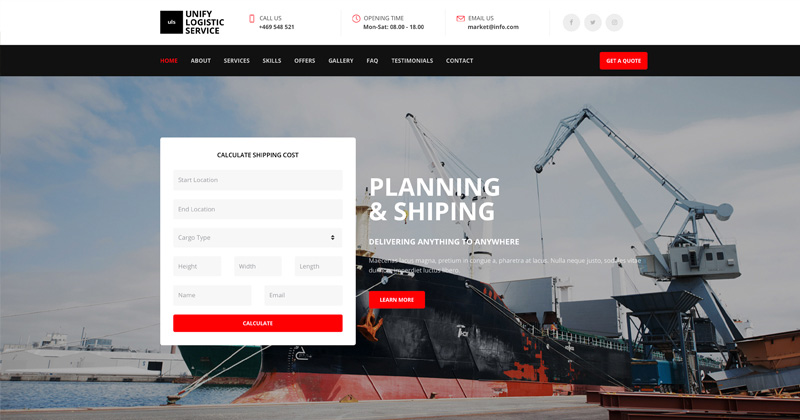 uls
UNIFY
LOGISTIC
SERVICE
CALL US
+469 548 521
OPENING TIME
Mon-Sat: 08.00 - 18.00
EMAIL US
market@info.com
HOME ABOUT SERVICES SKILLS OFFERS GALLERY FAQ TESTIMONIALS CONTACT
GET A QUOTE
CALCULATE SHIPPING COST
Start Location
End Location
Cargo Type
Height Width Length
Name Email
CALCULATE
PLANNING
& SHIPING
DELIVERING ANYTHING TO ANYWHERE
Maecenas lacus magna, pretium in congue a, pharetra at lacus. Nulla neque justo, sodales vitae
dui non, imperdiet luctus libero.
LEARN MORE